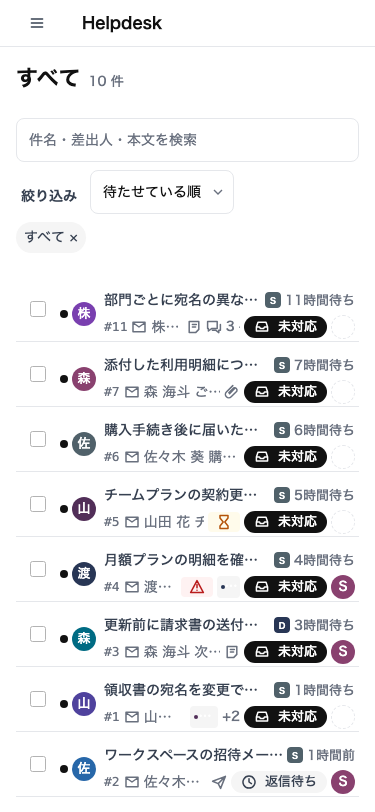 Helpdesk
すべて 10 件
件名・差出人・本文を検索
絞り込み 待たせている順
すべて ×
株 部門ごとに宛名の異な… S 11時間待ち
#11 株… 3 未対応
森 添付した利用明細につ… S 7時間待ち
#7 森 海斗 ご… 未対応
佐 購入手続き後に届いた… S 6時間待ち
#6 佐々木 葵 購… 未対応
山 チームプランの契約更… S 5時間待ち
#5 山田 花 未対応
渡 月額プランの明細を確… S 4時間待ち
#4 渡… 未対応 S
森 更新前に請求書の送付… D 3時間待ち
#3 森 海斗 次… 未対応 S
山 領収書の宛名を変更で… S 1時間待ち
#1 山… +2 未対応
佐 ワークスペースの招待メー… S 1時間前
#2 佐々木… 返信待ち S